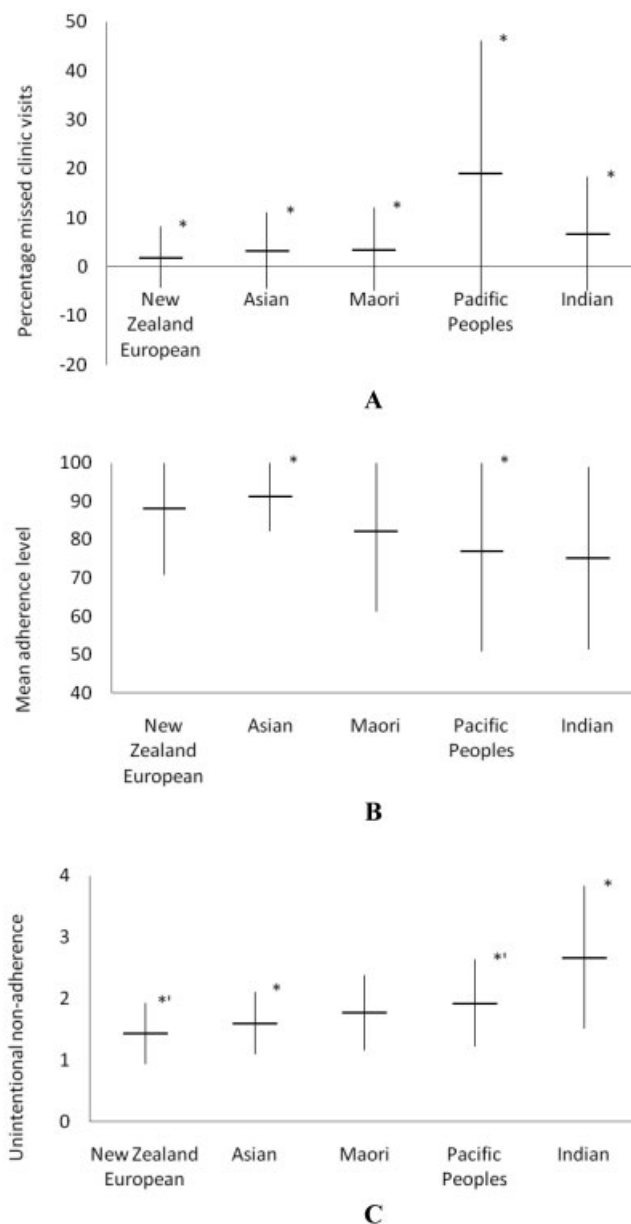 Percentage missed clinic visits
50
40
30
20
10
0
-10
-20
*
*
*
*
*
New
Zealand
European
Asian
Maori
Pacific
Peoples
Indian
A
Mean adherence level
100
90
80
70
60
50
40
*
*
New
Zealand
European
Asian
Maori
Pacific
Peoples
Indian
B
Unintentional non-adherence
4
3
2
1
0
*'
*
*'
*
New Zealand
European
Asian
Maori
Pacific
Peoples
Indian
C